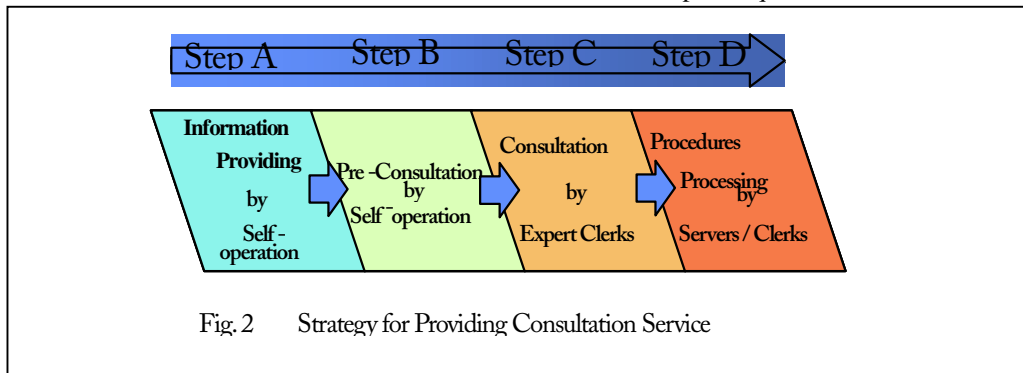 Step A Step B Step C Step D
Information
Providing
by
Self -
operation
Pre -Consultation
by
Self-operation
Consultation
by
Expert Clerks
Procedures
Processing
by
Servers / Clerks
Fig. 2 Strategy for Providing Consultation Service